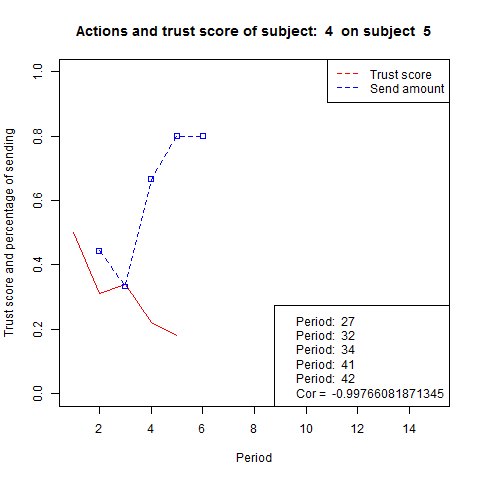 Actions and trust score of subject: 4 on subject 5
Trust score
Send amount
Trust score and percentage of sending
1.0
0.8
0.6
0.4
0.2
0.0
Period: 27
Period: 32
Period: 34
Period: 41
Period: 42
Cor = -0.99766081871345
2 4 6 8 10 12 14
Period